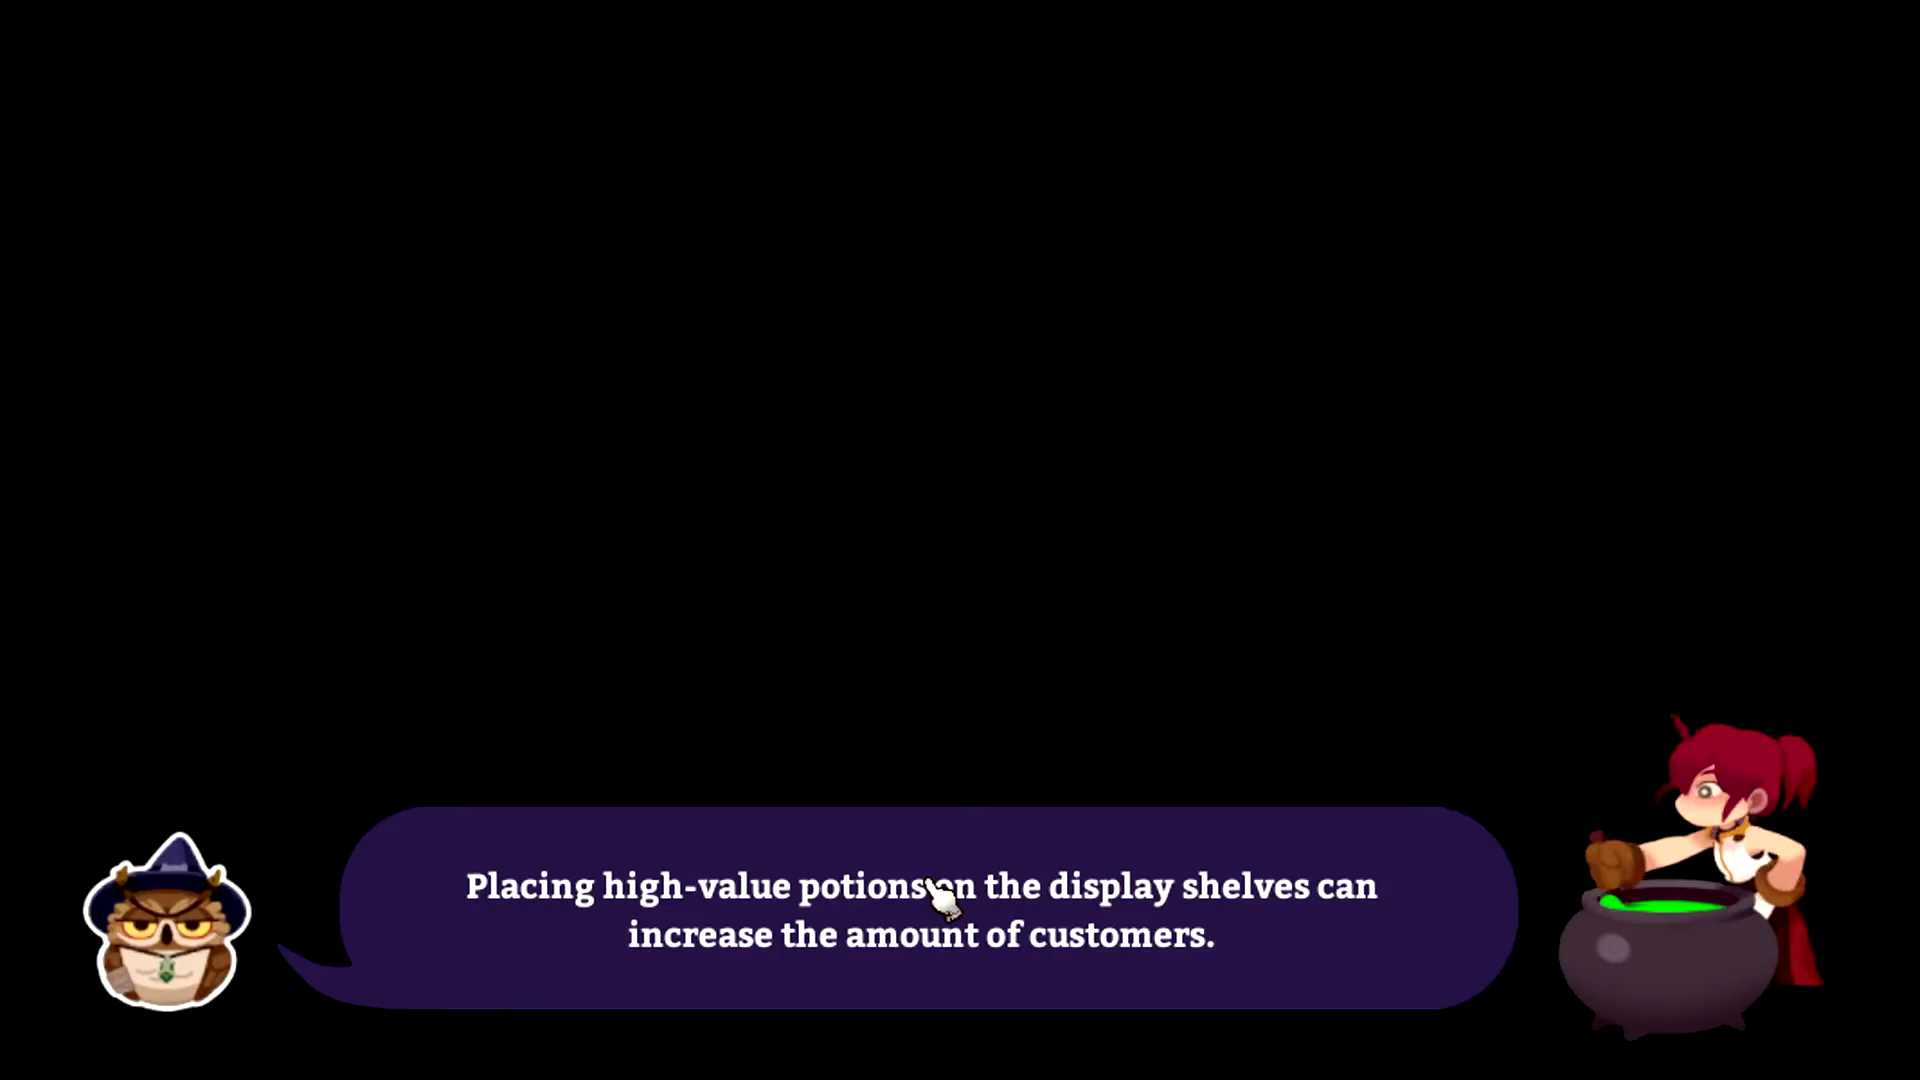 Placing high-value potions on the display shelves can
increase the amount of customers.